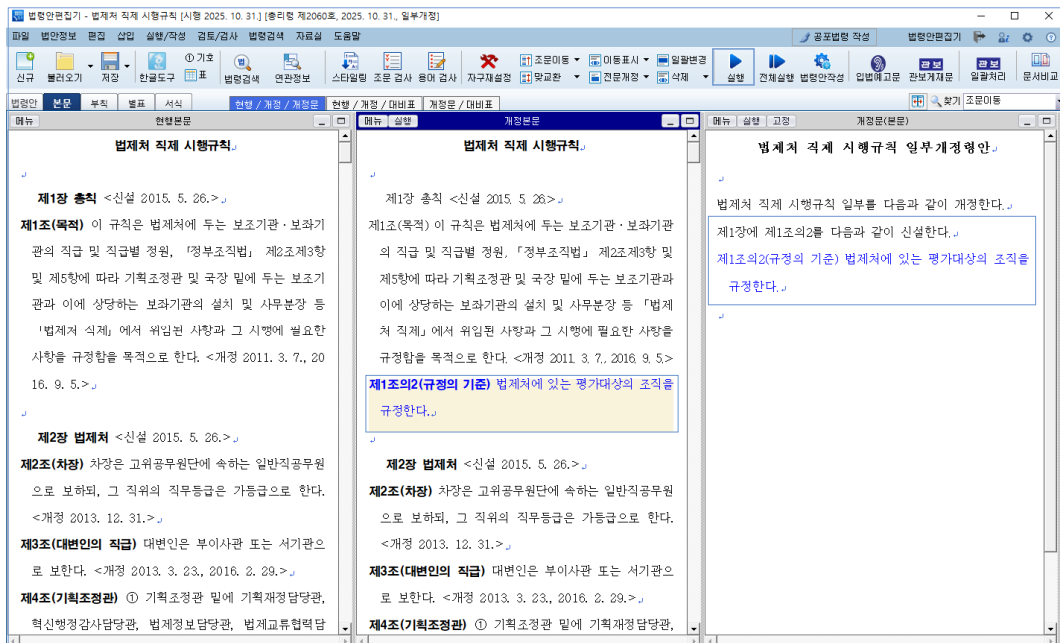 법령안편집기 - 법제처 직제 시행규칙 [시행 2025. 10. 31.] [총리령 제2060호, 2025. 10. 31., 일부개정]
파일 법안정보 편집 삽입 실행/작성 검토/검사 법령검색 자료실 도움말 공포법령 작성 법령안편집기
신규 불러오기 저장 한글도구 ①기호 표 법령검색 연관정보 스타일링 조문 검사 용어 검사 자구재설정 조문이동 맞교환 이동표시 전문개정 일괄변경 삭제 실행 전체실행 법령안작성 입법예고문 관보 관보게재문 관보 일괄처리 문서비교
법령안 본문 부칙 별표 서식 현행 / 개정 / 개정문 현행 / 개정 / 대비표 개정문 / 대비표 찾기 조문이동
메뉴 현행본문
법제처 직제 시행규칙
제1장 총칙 <신설 2015. 5. 26.>
제1조(목적) 이 규칙은 법제처에 두는 보조기관ㆍ보좌기
관의 직급 및 직급별 정원, 「정부조직법」 제2조제3항
및 제5항에 따라 기획조정관 및 국장 밑에 두는 보조기
관과 이에 상당하는 보좌기관의 설치 및 사무분장 등
「법제처 직제」에서 위임된 사항과 그 시행에 필요한
사항을 규정함을 목적으로 한다. <개정 2011. 3. 7., 20
16. 9. 5.>
제2장 법제처 <신설 2015. 5. 26.>
제2조(차장) 차장은 고위공무원단에 속하는 일반직공무원
으로 보하되, 그 직위의 직무등급은 가등급으로 한다.
<개정 2013. 12. 31.>
제3조(대변인의 직급) 대변인은 부이사관 또는 서기관으
로 보한다. <개정 2013. 3. 23., 2016. 2. 29.>
제4조(기획조정관) ① 기획조정관 밑에 기획재정담당관,
혁신행정감사담당관, 법제정보담당관, 법제교류협력담
메뉴 실행 개정본문
법제처 직제 시행규칙
제1장 총칙 <신설 2015. 5. 26.>
제1조(목적) 이 규칙은 법제처에 두는 보조기관ㆍ보좌기관
의 직급 및 직급별 정원, 「정부조직법」 제2조제3항 및
제5항에 따라 기획조정관 및 국장 밑에 두는 보조기관과
이에 상당하는 보좌기관의 설치 및 사무분장 등 「법제
처 직제」에서 위임된 사항과 그 시행에 필요한 사항을
규정함을 목적으로 한다. <개정 2011. 3. 7., 2016. 9. 5.>
제1조의2(규정의 기준) 법제처에 있는 평가대상의 조직을
규정한다.
제2장 법제처 <신설 2015. 5. 26.>
제2조(차장) 차장은 고위공무원단에 속하는 일반직공무원
으로 보하되, 그 직위의 직무등급은 가등급으로 한다.
<개정 2013. 12. 31.>
제3조(대변인의 직급) 대변인은 부이사관 또는 서기관으
로 보한다. <개정 2013. 3. 23., 2016. 2. 29.>
제4조(기획조정관) ① 기획조정관 밑에 기획재정담당관,
메뉴 실행 고정 개정문(본문)
법제처 직제 시행규칙 일부개정령안
법제처 직제 시행규칙 일부를 다음과 같이 개정한다.
제1장에 제1조의2를 다음과 같이 신설한다.
제1조의2(규정의 기준) 법제처에 있는 평가대상의 조직을
규정한다.